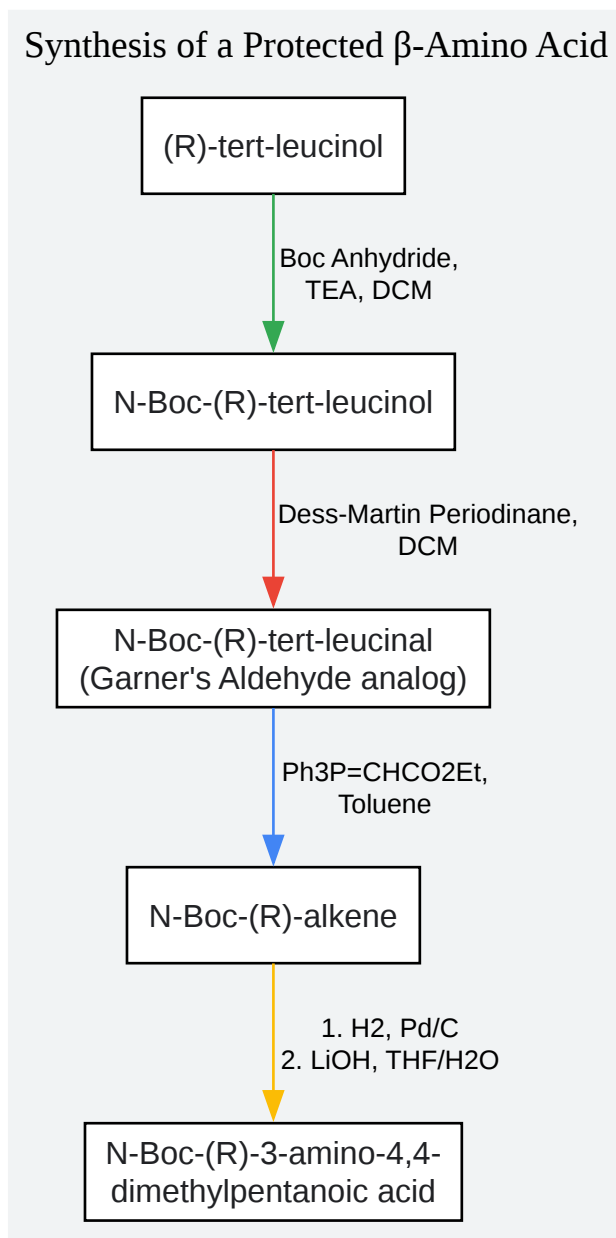 Synthesis of a Protected β-Amino Acid
(R)-tert-leucinol
Boc Anhydride,
TEA, DCM
N-Boc-(R)-tert-leucinol
Dess-Martin Periodinane,
DCM
N-Boc-(R)-tert-leucinal
(Garner's Aldehyde analog)
Ph3P=CHCO2Et,
Toluene
N-Boc-(R)-alkene
1. H2, Pd/C
2. LiOH, THF/H2O
N-Boc-(R)-3-amino-4,4-
dimethylpentanoic acid